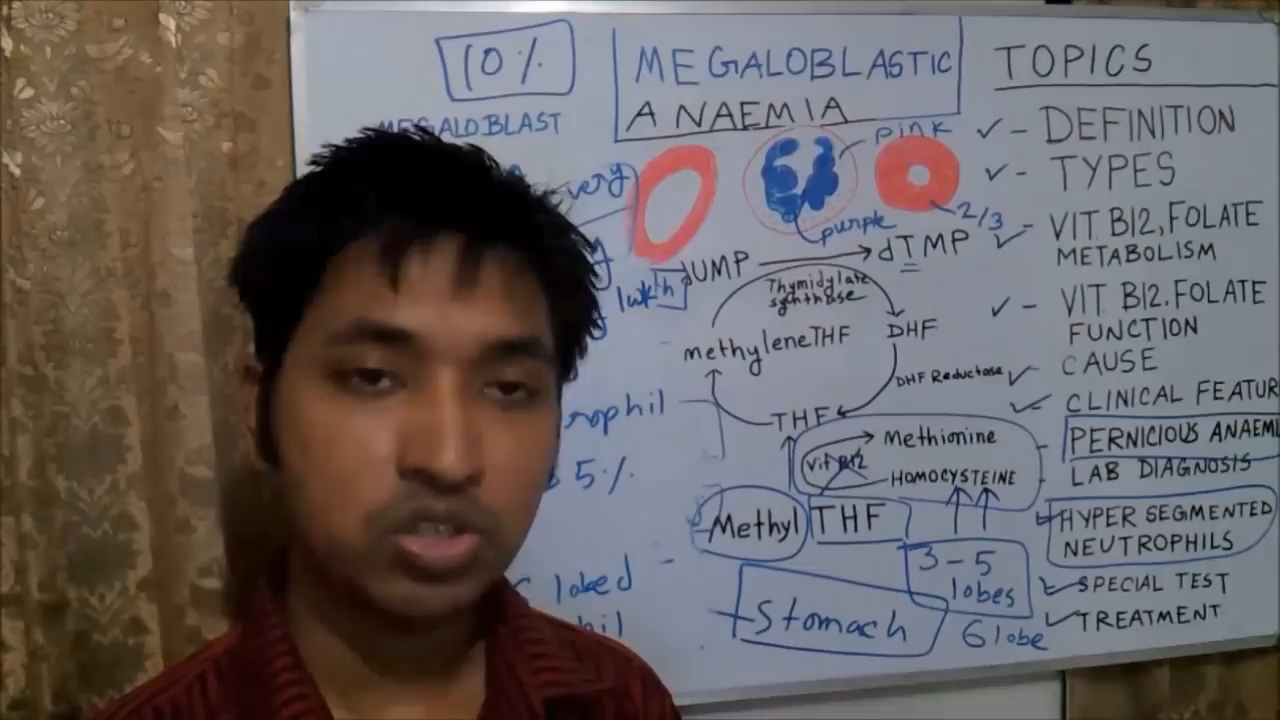 10%
MEGALOBLASTIC
ANAEMIA
MEGALOBLAST
very
pink
purple
2/3
dTMP
UMP
Thymidylate
synthase
methyleneTHF
DHF
DHF Reductase
THF
Methionine
Vit B12
HOMOCYSTEINE
Methyl THF
rophil
5%
lobed
hil
3-5
lobes
Stomach
6 lobe
TOPICS
- DEFINITION
- TYPES
- VIT. B12, FOLATE
METABOLISM
- VIT B12. FOLATE
FUNCTION
CAUSE
CLINICAL FEATUR
- PERNICIOUS ANAEMI
LAB DIAGNOSIS
HYPER SEGMENTED
NEUTROPHILS
SPECIAL TEST
TREATMENT